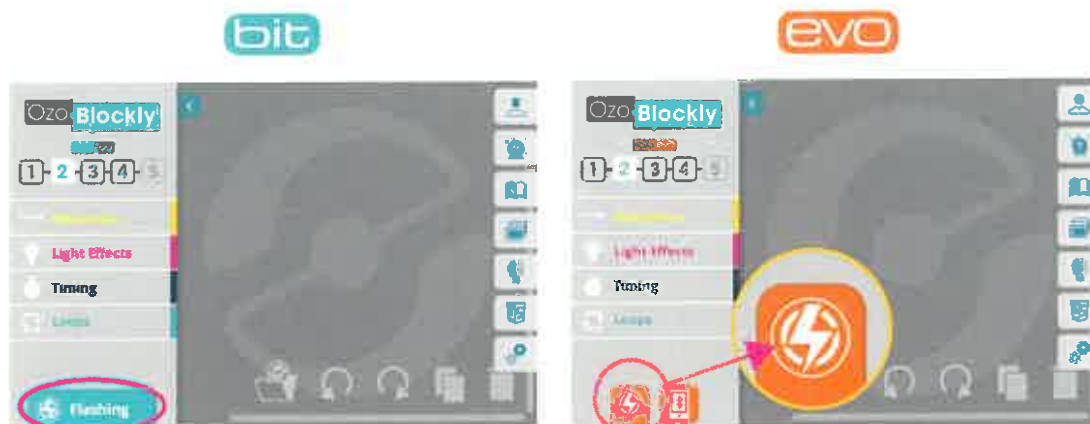 bit
evo
Ozo Blockly
Ozo Blockly
1 2 3 4 5
1 2 3 4 5
Light Effects
Light Effects
Timing
Timing
Loops
Loops
Flashing